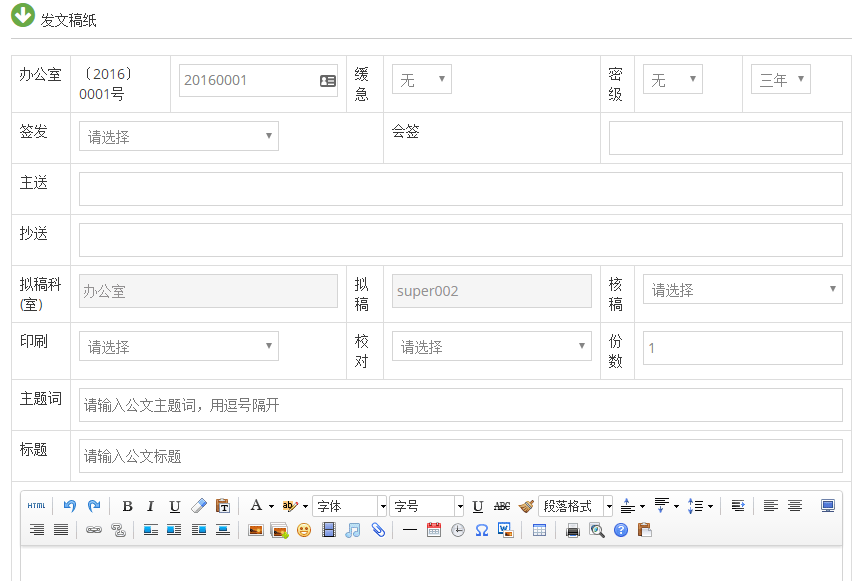 发文稿纸
办公室 〔2016〕 20160001 缓 无 密 无 三年
0001号 急 级
签发 请选择 会签
主送
抄送
拟稿科 办公室 拟 super002 核 请选择
(室) 稿 稿
印刷 请选择 校 请选择 份 1
对 数
主题词 请输入公文主题词，用逗号隔开
标题 请输入公文标题
HTML B I U A ab 字体 字号 U ABC 段落格式